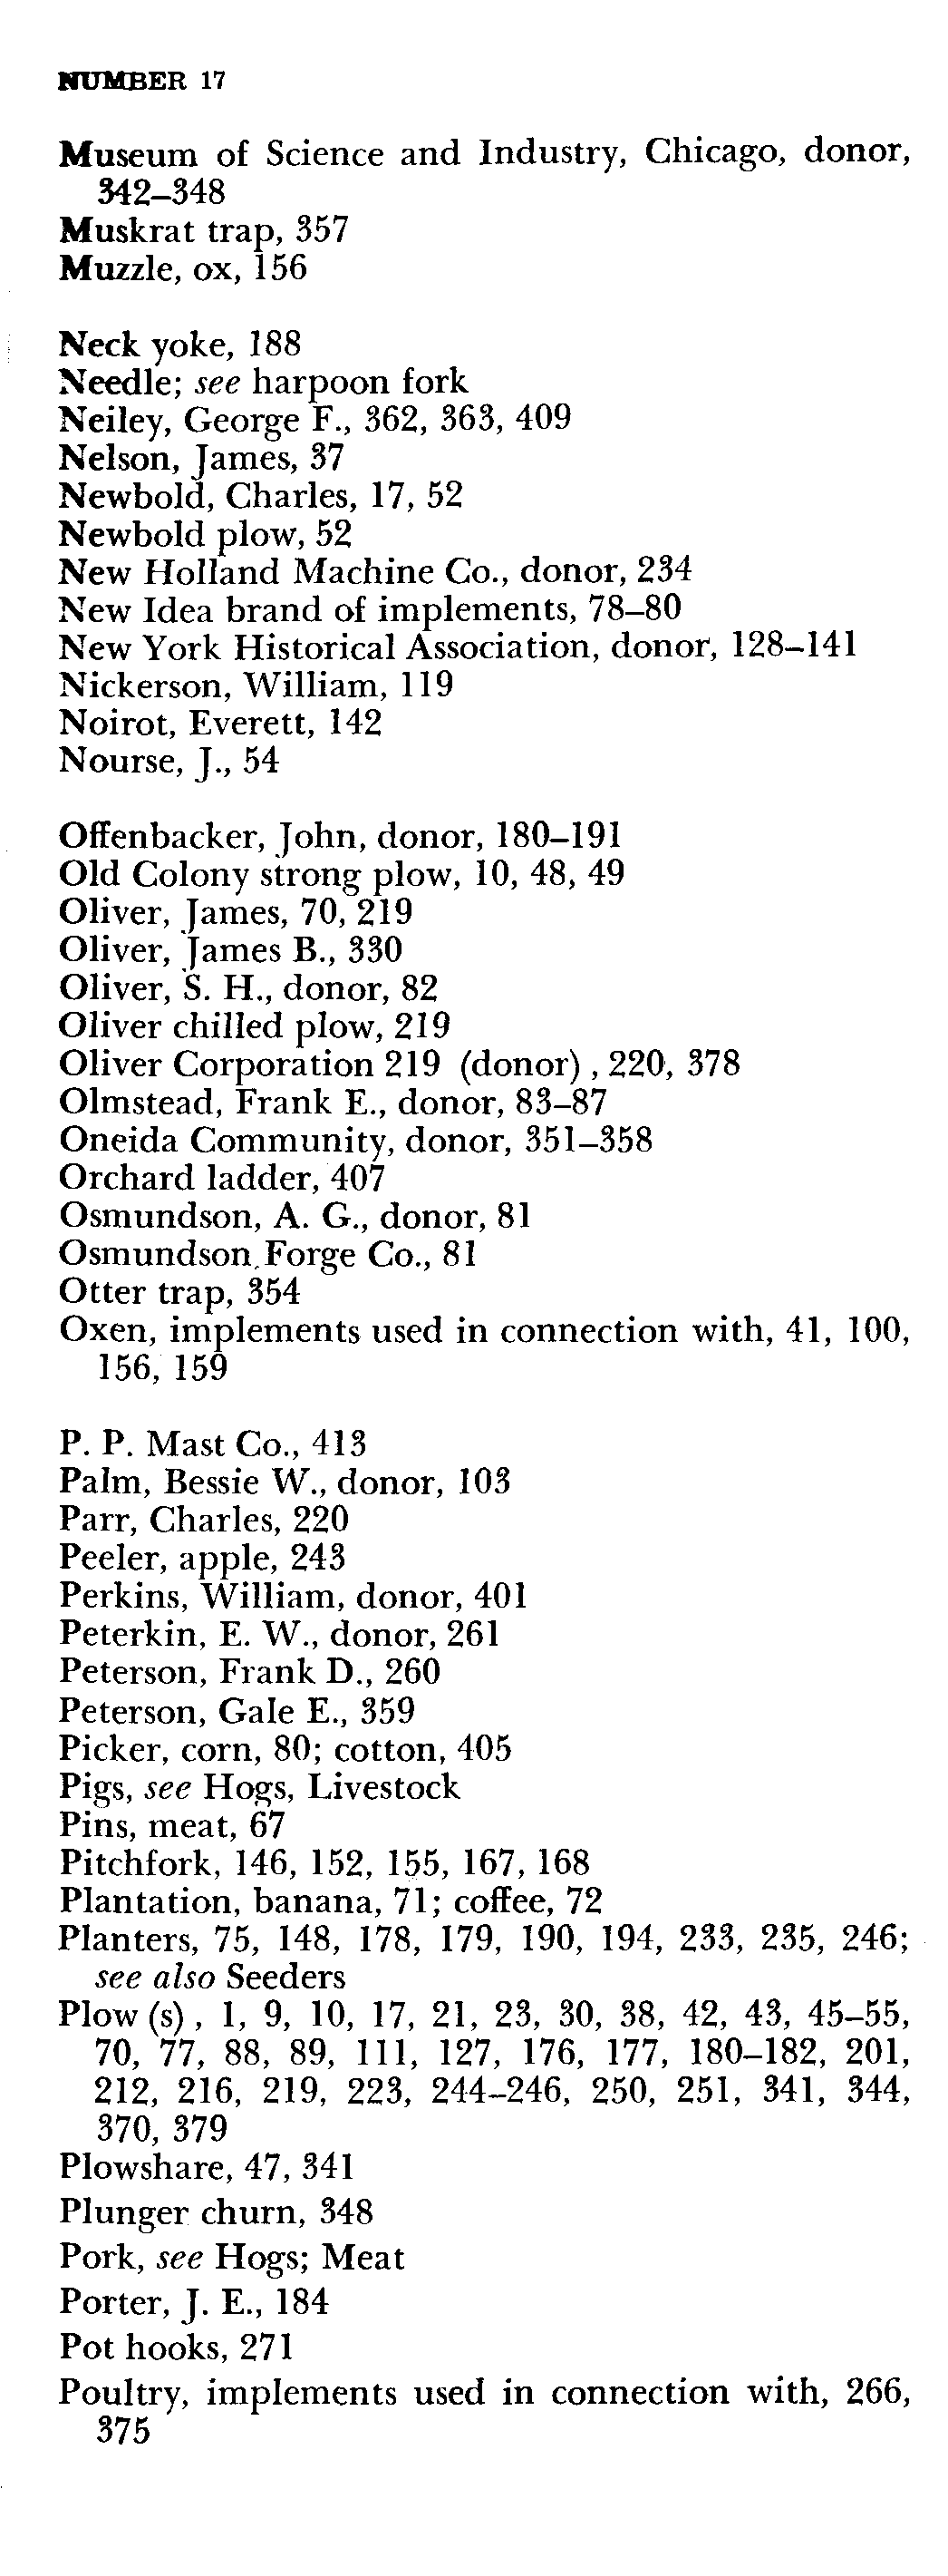 NUMBER 17
Museum of Science and Industry, Chicago, donor,
342–348
Muskrat trap, 357
Muzzle, ox, 156
Neck yoke, 188
Needle; see harpoon fork
Neiley, George F., 362, 363, 409
Nelson, James, 37
Newbold, Charles, 17, 52
Newbold plow, 52
New Holland Machine Co., donor, 234
New Idea brand of implements, 78–80
New York Historical Association, donor, 128–141
Nickerson, William, 119
Noirot, Everett, 142
Nourse, J., 54
Offenbacker, John, donor, 180–191
Old Colony strong plow, 10, 48, 49
Oliver, James, 70, 219
Oliver, James B., 330
Oliver, S. H., donor, 82
Oliver chilled plow, 219
Oliver Corporation 219 (donor), 220, 378
Olmstead, Frank E., donor, 83–87
Oneida Community, donor, 351–358
Orchard ladder, 407
Osmundson, A. G., donor, 81
Osmundson Forge Co., 81
Otter trap, 354
Oxen, implements used in connection with, 41, 100,
156, 159
P. P. Mast Co., 413
Palm, Bessie W., donor, 103
Parr, Charles, 220
Peeler, apple, 243
Perkins, William, donor, 401
Peterkin, E. W., donor, 261
Peterson, Frank D., 260
Peterson, Gale E., 359
Picker, corn, 80; cotton, 405
Pigs, see Hogs, Livestock
Pins, meat, 67
Pitchfork, 146, 152, 155, 167, 168
Plantation, banana, 71; coffee, 72
Planters, 75, 148, 178, 179, 190, 194, 233, 235, 246;
see also Seeders
Plow(s), 1, 9, 10, 17, 21, 23, 30, 38, 42, 43, 45–55,
70, 77, 88, 89, 111, 127, 176, 177, 180–182, 201,
212, 216, 219, 223, 244–246, 250, 251, 341, 344,
370, 379
Plowshare, 47, 341
Plunger churn, 348
Pork, see Hogs; Meat
Porter, J. E., 184
Pot hooks, 271
Poultry, implements used in connection with, 266,
375